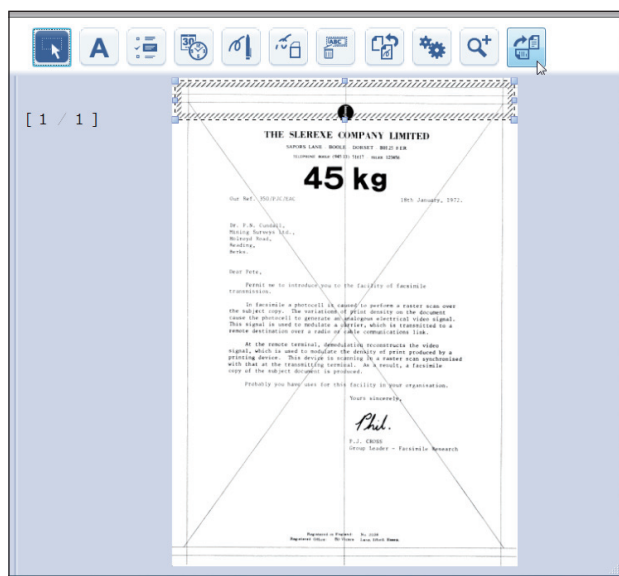 A
30
ABC
[ 1 / 1 ]
THE SLEREXE COMPANY LIMITED
SAPORS LANE BOOLE DORSET BH 25 8 ER
45 kg
Our Ref. 350/PJC/EAC
18th January, 1972.
Dr. P.N. Cundall,
Mining Surveys Ltd.,
Holroyd Road,
Reading,
Berks.
Dear Pete,
Permit me to introduce you to the facility of facsimile
transmission.
In facsimile a photocell is caused to perform a raster scan over
the subject copy. The variations of print density on the document
cause the photocell to generate an analogous electrical video signal.
This signal is used to modulate a carrier, which is transmitted to a
remote destination over a radio or cable communications link.
At the remote terminal, demodulation reconstructs the video
signal, which is used to modulate the density of print produced by a
printing device. This device is scanning in a raster scan synchronised
with that at the transmitting terminal. As a result, a facsimile
copy of the subject document is produced.
Probably you have uses for this facility in your organisation.
Yours sincerely,
Phil.
P.J. CROSS
Group Leader - Facsimile Research